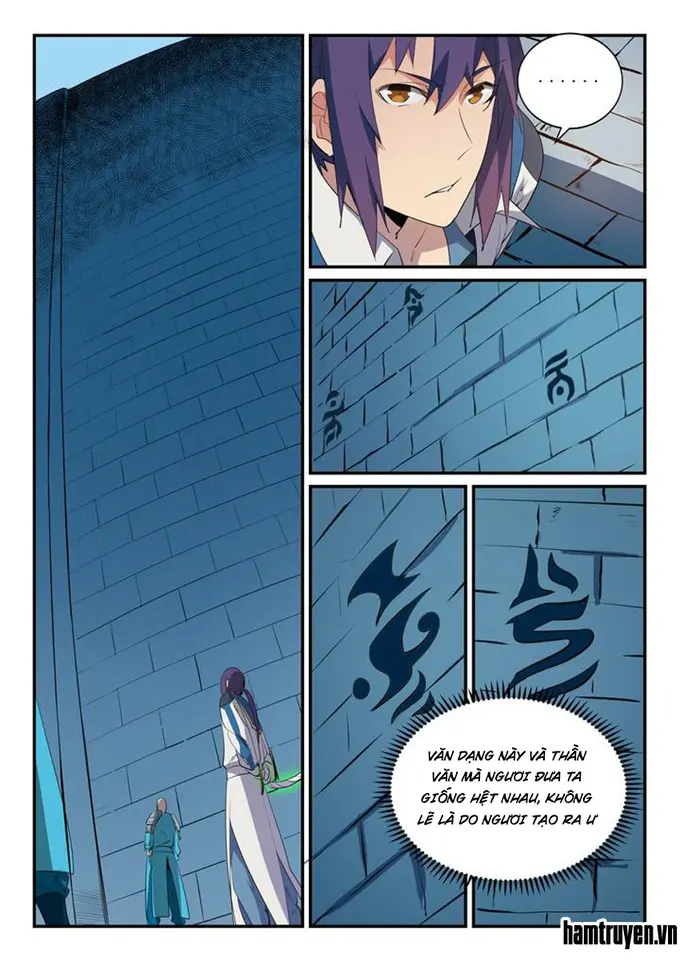 .......
VĂN DẠNG NÀY VÀ THẦN
VĂN MÀ NGƯƠI ĐƯA TA
GIỐNG HỆT NHAU, KHÔNG
LẼ LÀ DO NGƯƠI TẠO RA Ư
hamtruyen.vn